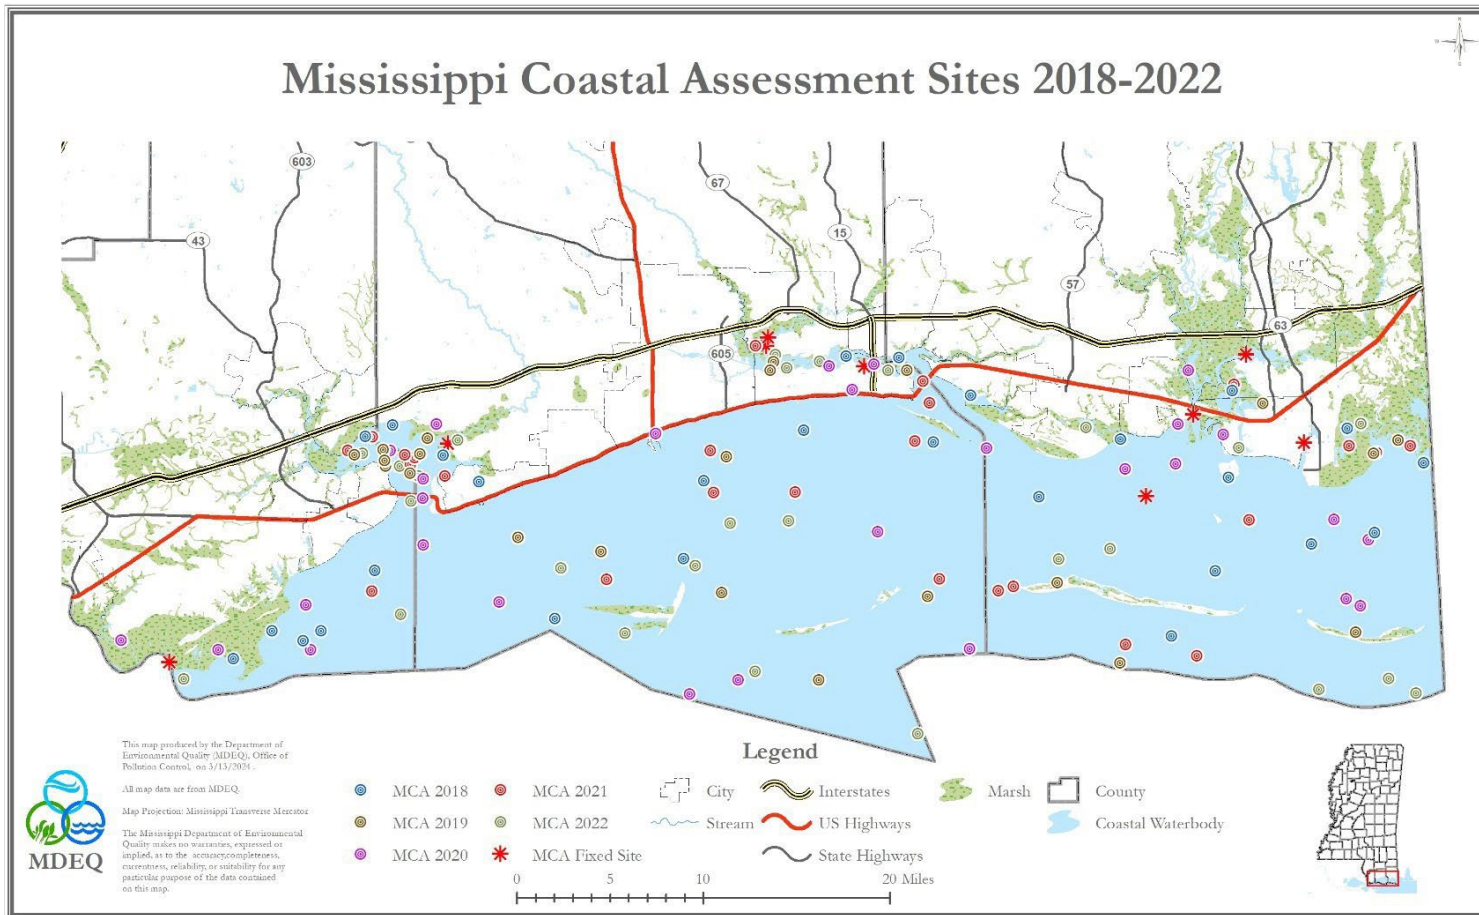 Mississippi Coastal Assessment Sites 2018-2022
603
67
43
15
57
63
605
This map produced by the Department of
Environmental Quality (MDEQ), Office of
Pollution Control, on 3/13/2024 .
All map data are from MDEQ.
Map Projection: Mississippi Transverse Mercator
The Mississippi Department of Environmental
Quality makes no warranties, expressed or
implied, as to the accuracy,completeness,
currentness, reliability, or suitability for any
particular purpose of the data contained
on this map.
MDEQ
Legend
MCA 2018
MCA 2019
MCA 2020
MCA 2021
MCA 2022
MCA Fixed Site
City
Stream
Interstates
US Highways
State Highways
Marsh
County
Coastal Waterbody
0 5 10 20 Miles